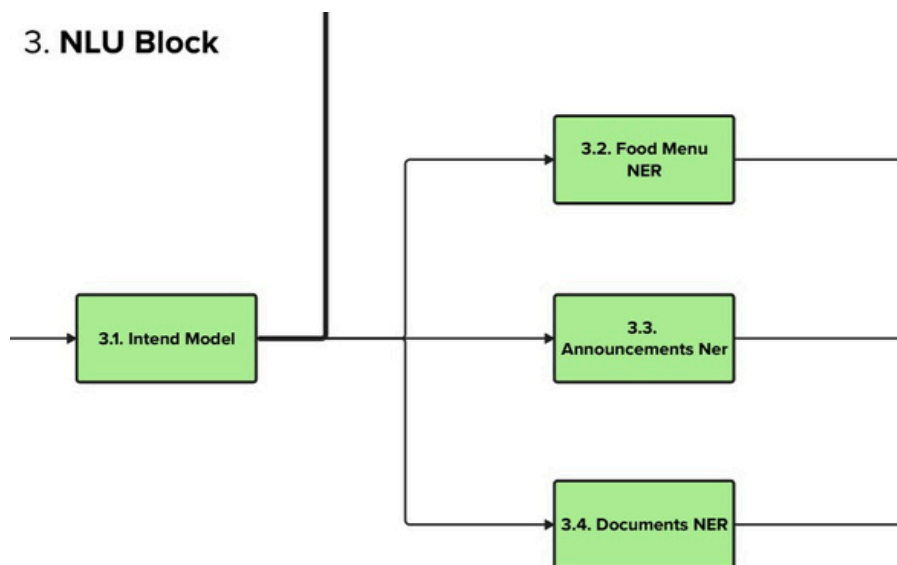 3. NLU Block
3.2. Food Menu
NER
3.1. Intend Model
3.3.
Announcements Ner
3.4. Documents NER